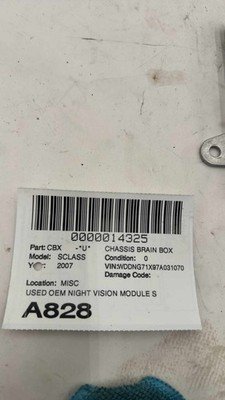 0000014325
Part: CBX -*U* CHASSIS BRAIN BOX
Model: SCLASS Condition: 0
2007 VIN:WDDNG71X97A031070
Damage Code:
Location: MISC
USED OEM NIGHT VISION MODULE S
A828